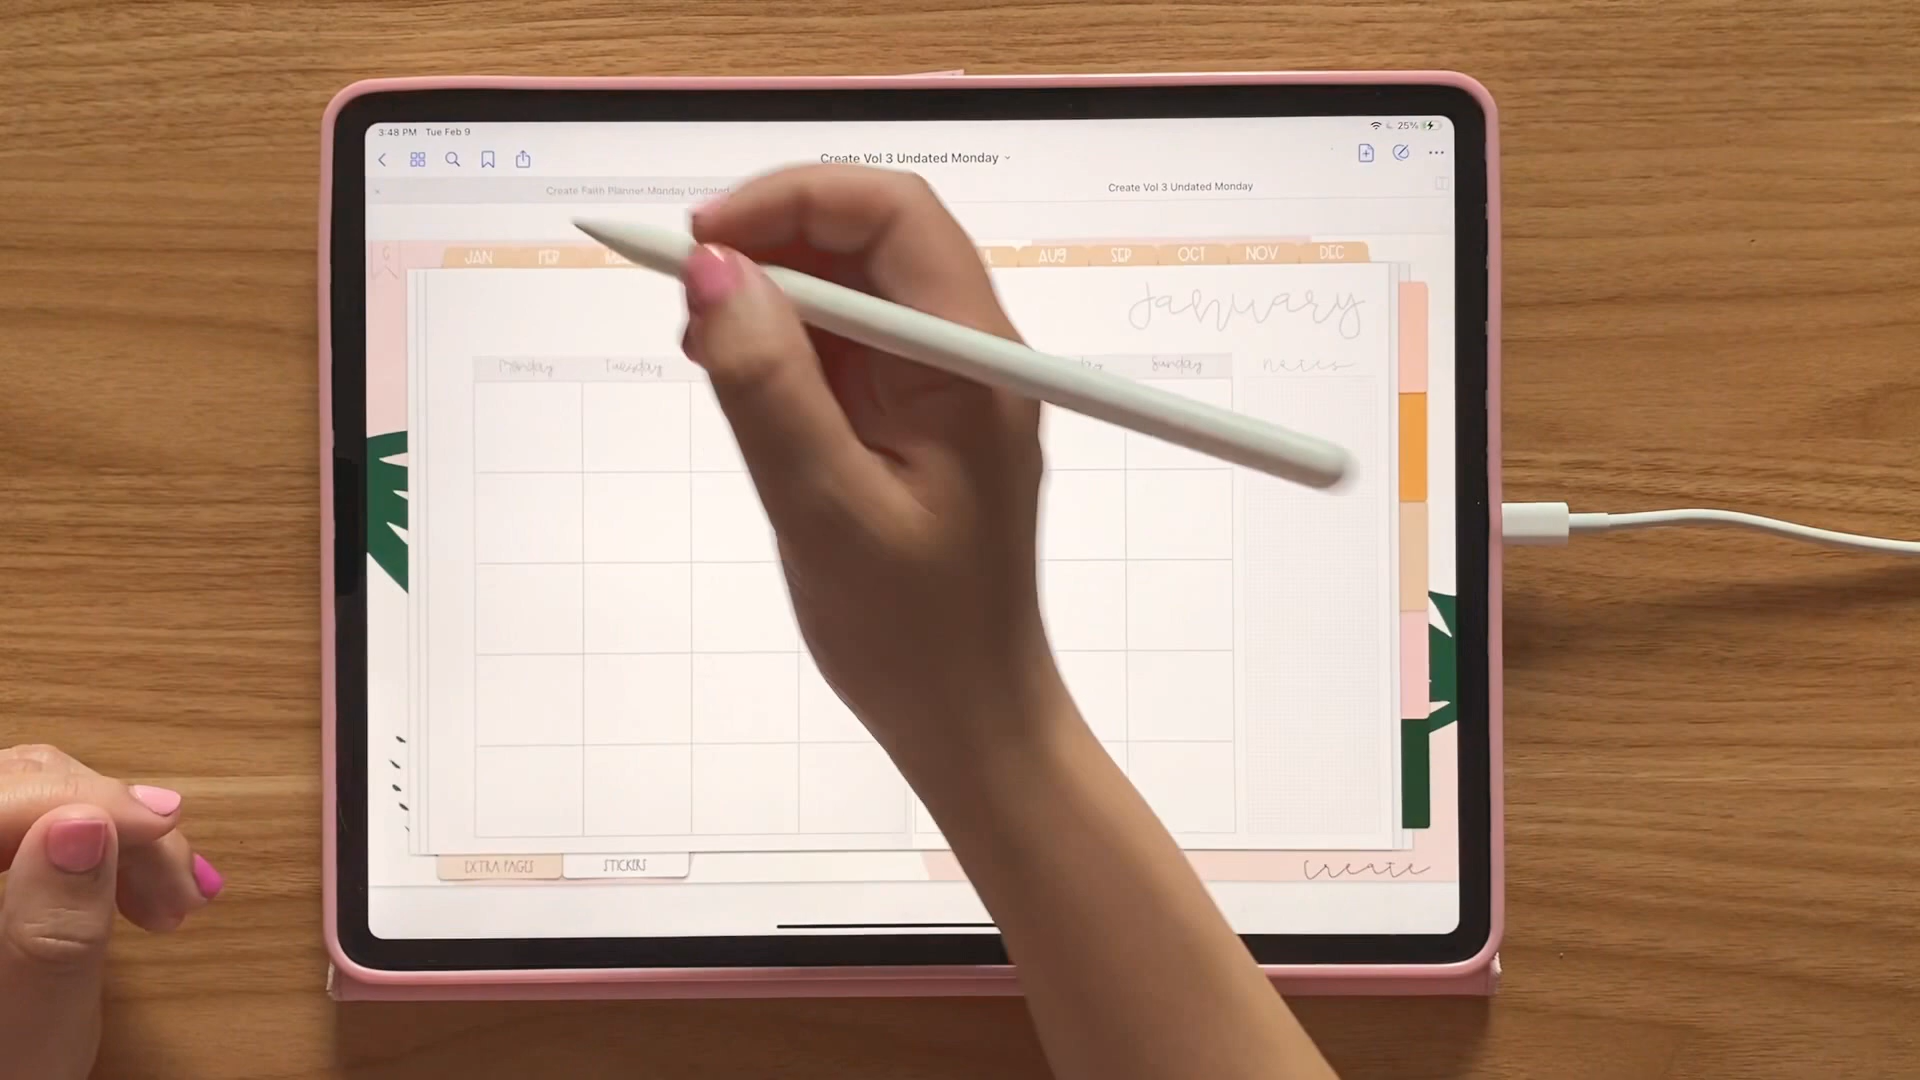 3:48 PM Tue Feb 9
25%
Create Vol 3 Undated Monday
Create Faith Planner Monday Undated
Create Vol 3 Undated Monday
JAN FEB AUG SEP OCT NOV DEC
January
Monday Tuesday Sunday notes
EXTRA PAGES STICKERS
create